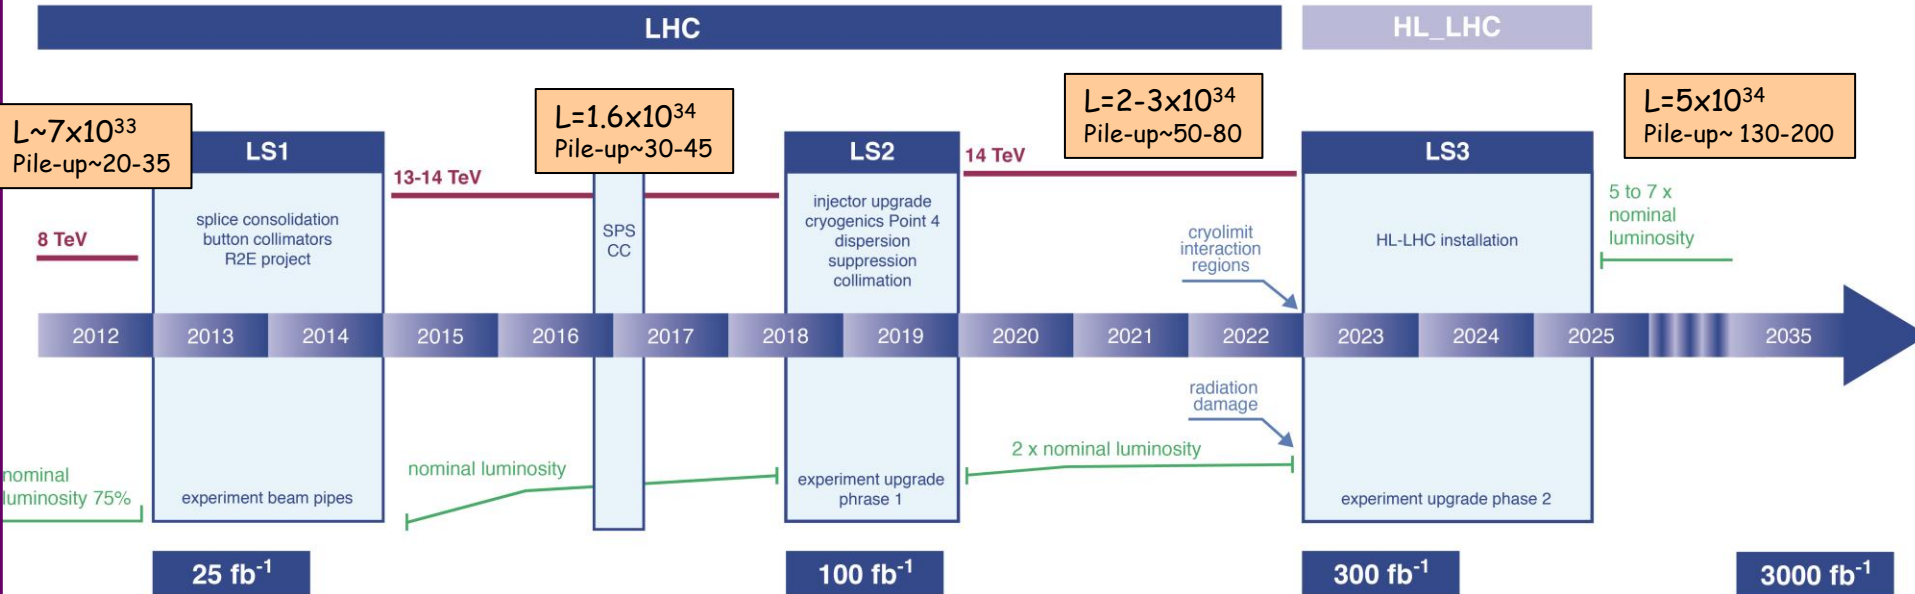 LHC
HL_LHC
L~7x10³³
Pile-up~20-35
L=1.6x10³⁴
Pile-up~30-45
L=2-3x10³⁴
Pile-up~50-80
L=5x10³⁴
Pile-up~ 130-200
LS1
LS2
LS3
8 TeV
13-14 TeV
14 TeV
splice consolidation
button collimators
R2E project
SPS
CC
injector upgrade
cryogenics Point 4
dispersion
suppression
collimation
cryolimit
interaction
regions
HL-LHC installation
5 to 7 x
nominal
luminosity
2012
2013
2014
2015
2016
2017
2018
2019
2020
2021
2022
2023
2024
2025
2035
radiation
damage
nominal
luminosity 75%
experiment beam pipes
nominal luminosity
experiment upgrade
phrase 1
2 x nominal luminosity
experiment upgrade phase 2
25 fb⁻¹
100 fb⁻¹
300 fb⁻¹
3000 fb⁻¹